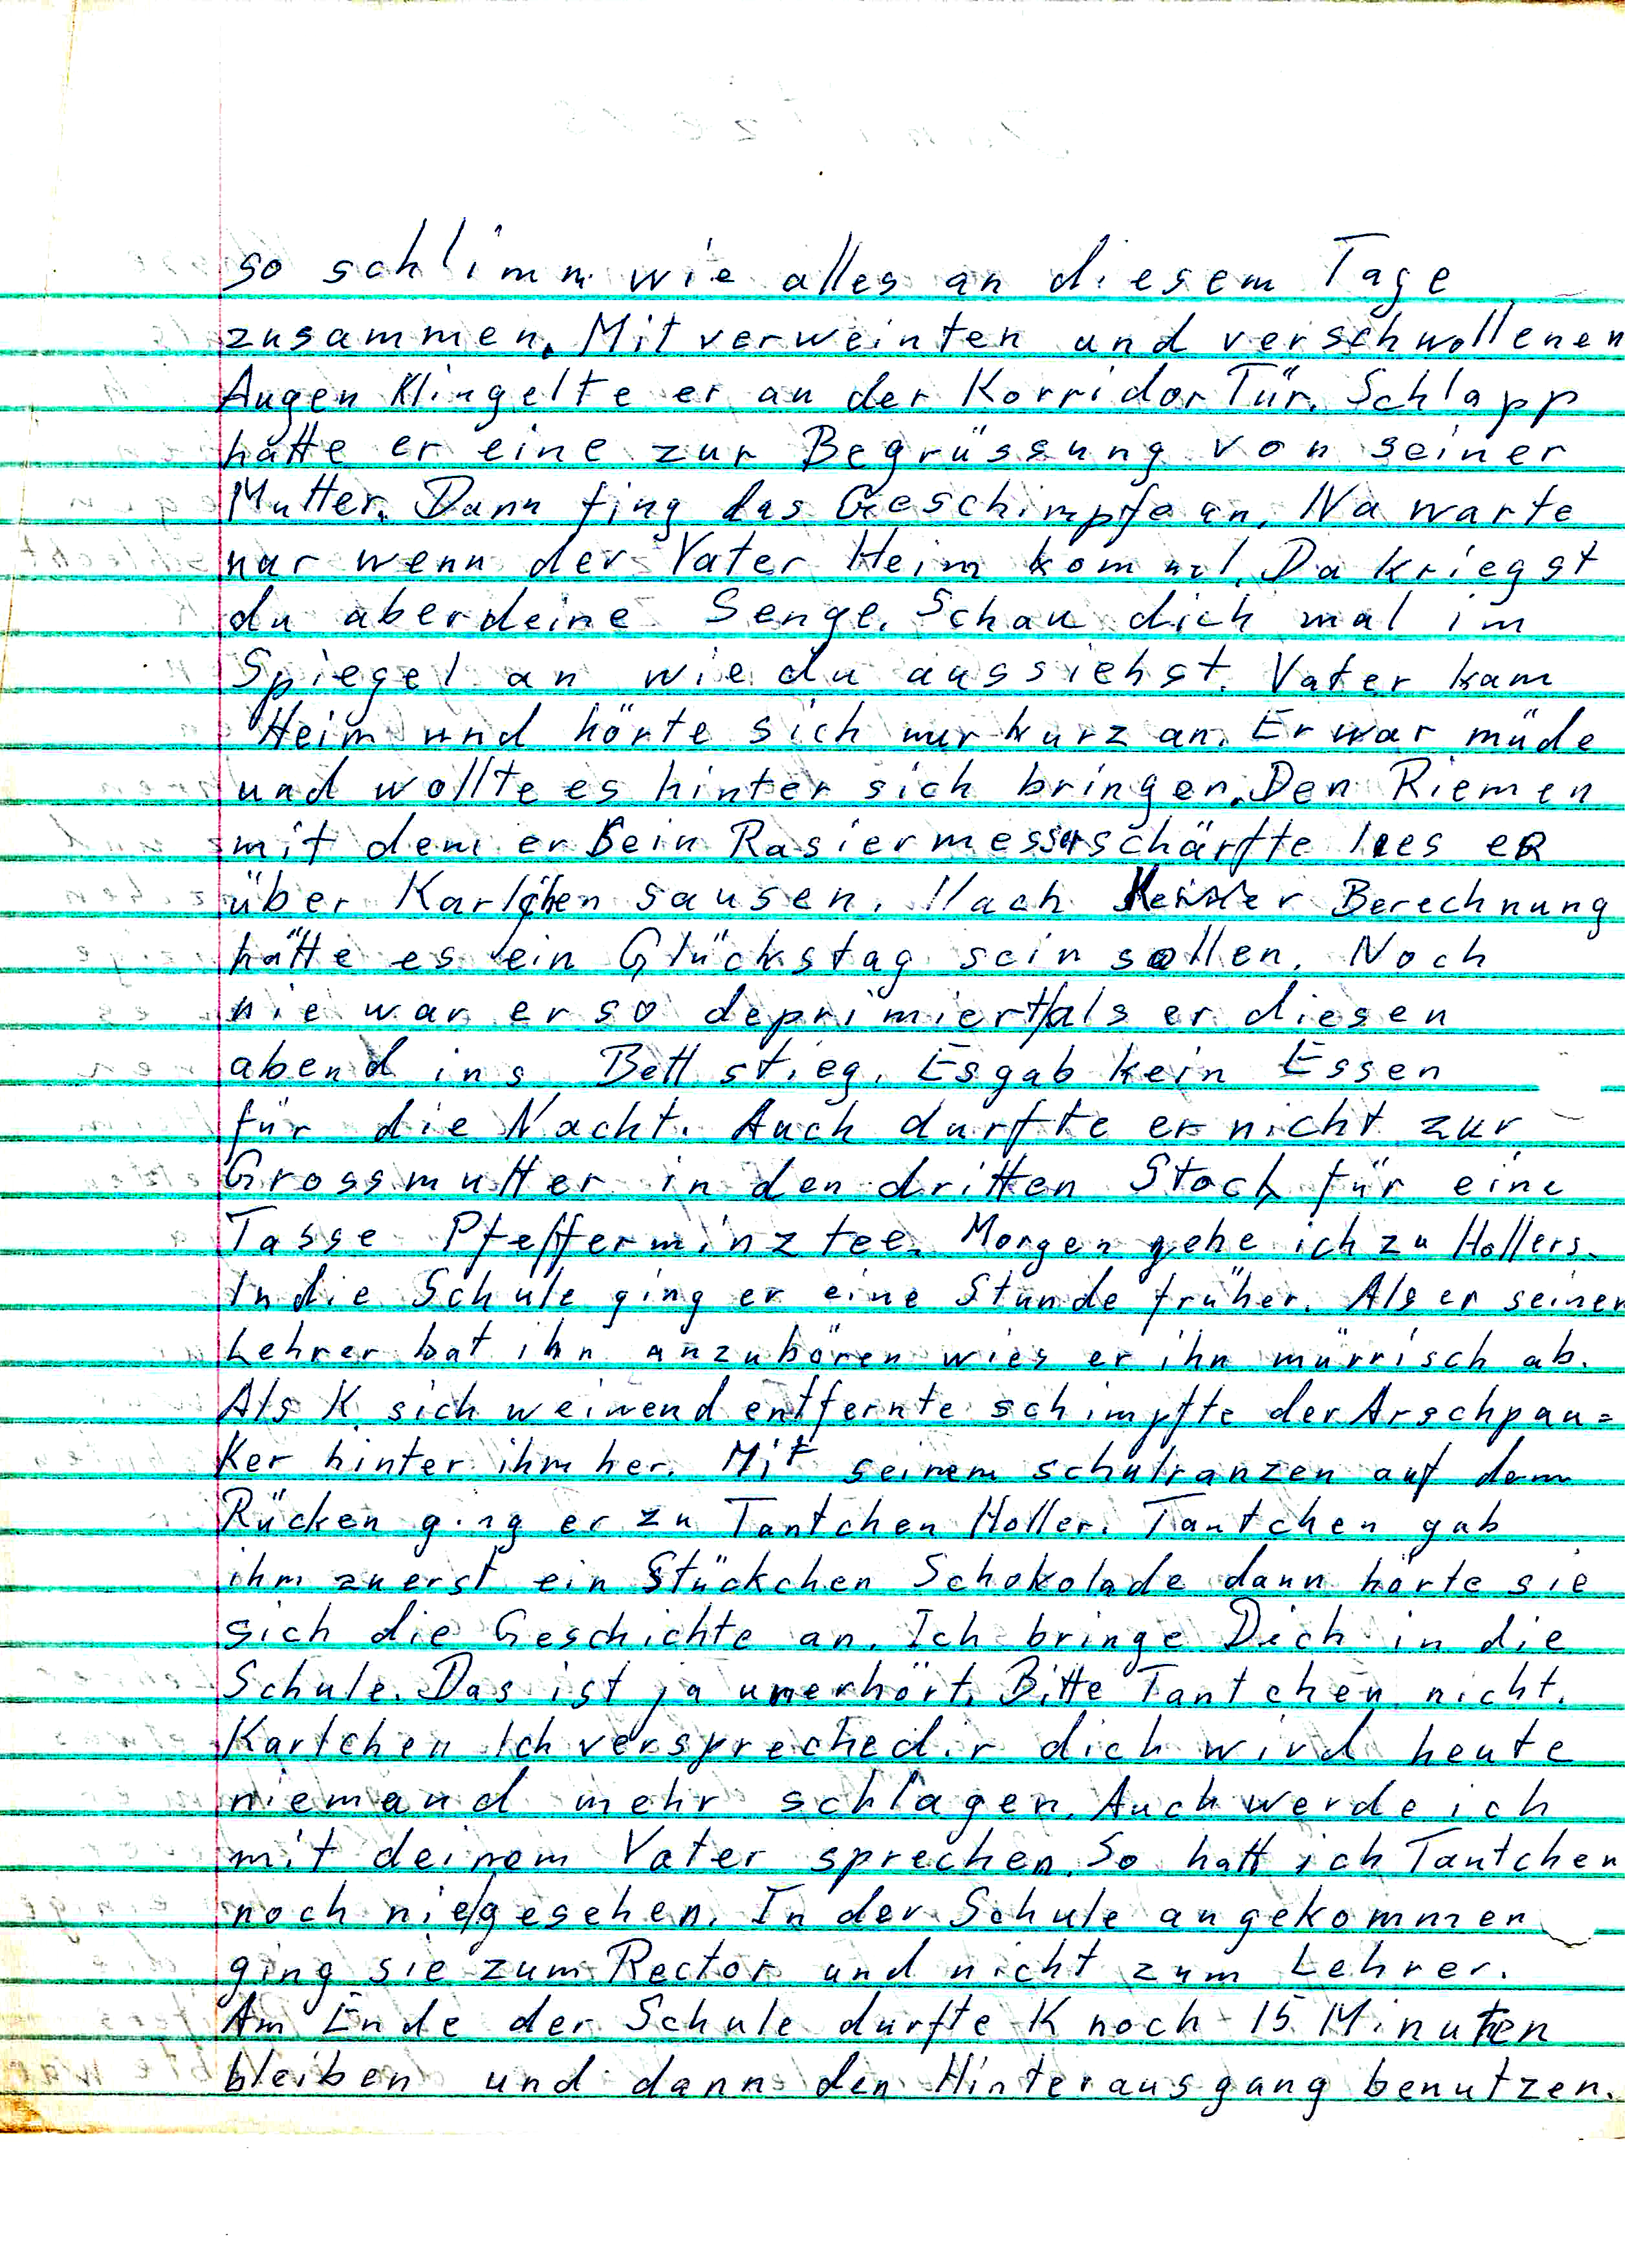 so schlimm wie alles an diesem Tage
zusammen. Mit verweinten und verschwollenen
Augen Klingelte er an der Korridor Tür. Schlapp
hatte er eine zur Begrüssung von seiner
Mutter. Dann fing das Geschimpfe an. Na warte
nur wenn der Vater Heim kommt. Da kriegst
du aber deine Senge. Schau dich mal im
Spiegel an wie du aussiehst. Vater kam
Heim und hörte sich nur kurz an. Er war müde
und wollte es hinter sich bringen. Den Riemen
mit dem er sein Rasiermesser schärfte lies er
über Karlchen sausen. Nach Berechnung
hätte es ein Glückstag sein sollen. Noch
nie war er so deprimiert als er diesen
abend ins Bett stieg. Es gab kein Essen
für die Nacht. Auch durfte er nicht zur
Grossmutter in den dritten Stock für eine
Tasse Pfefferminztee. Morgen gehe ich zu Hollers.
In die Schule ging er eine Stunde früher. Als er seinen
Lehrer bat ihn anzuhören wies er ihn mürrisch ab.
Als K sich weinend entfernte schimpfte der Arschpau=
Ker hinter ihm her. Mit seinem schulranzen auf dem
Rücken ging er zu Tantchen Holler. Tantchen gab
ihm zuerst ein Stückchen Schokolade dann hörte sie
sich die Geschichte an. Ich bringe Dich in die
Schule. Das ist ja unerhört. Bitte Tantchen nicht.
Karlchen Ich verspreche dir dich wird heute
niemand mehr schlagen. Auch werde ich
mit deinem Vater sprechen. So hatt ich Tantchen
noch nie gesehen. In der Schule angekommen
ging sie zum Rector und nicht zum Lehrer.
Am Ende der Schule durfte K noch 15 Minuten
bleiben und dann den Hinterausgang benutzen.